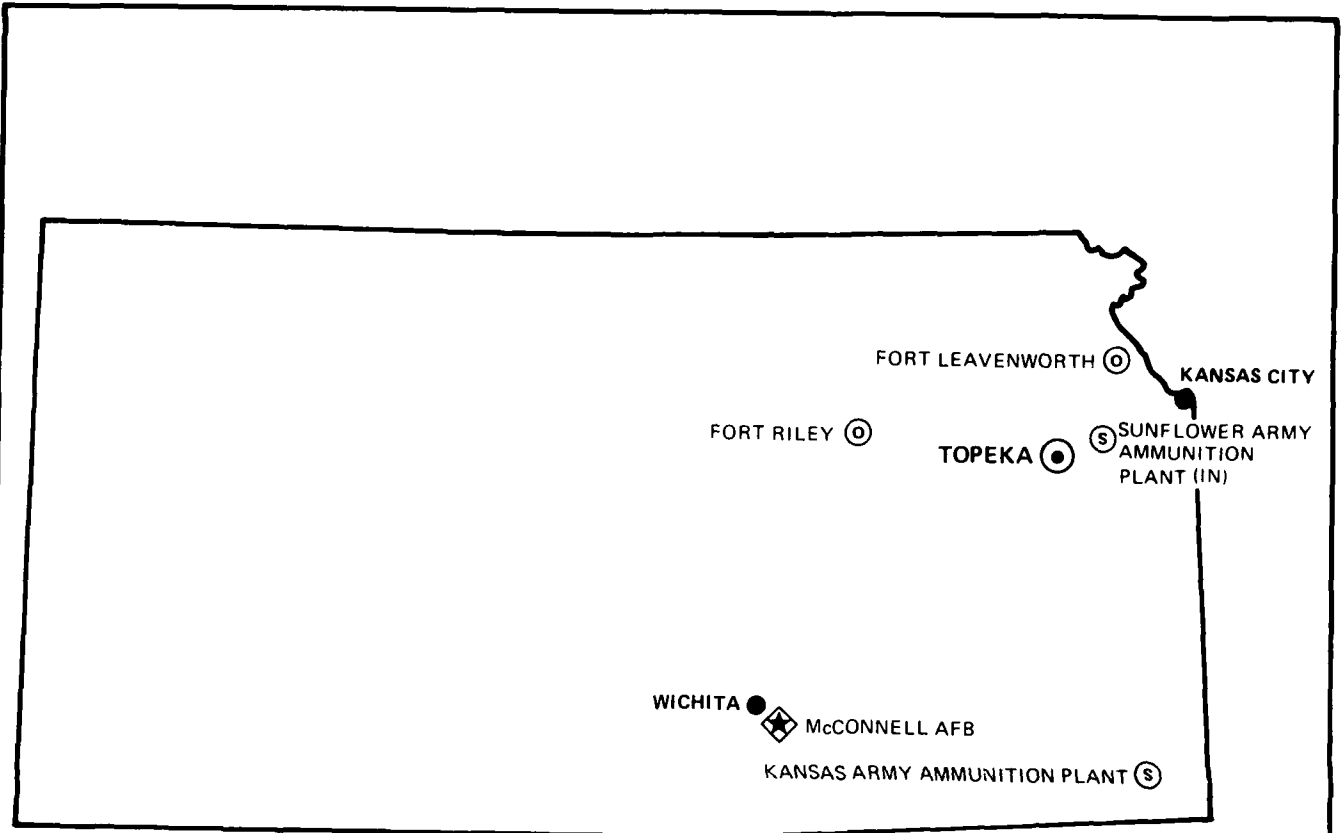 FORT LEAVENWORTH O
KANSAS CITY
FORT RILEY O
TOPEKA
S SUNFLOWER ARMY
AMMUNITION
PLANT (IN)
WICHITA
McCONNELL AFB
KANSAS ARMY AMMUNITION PLANT S